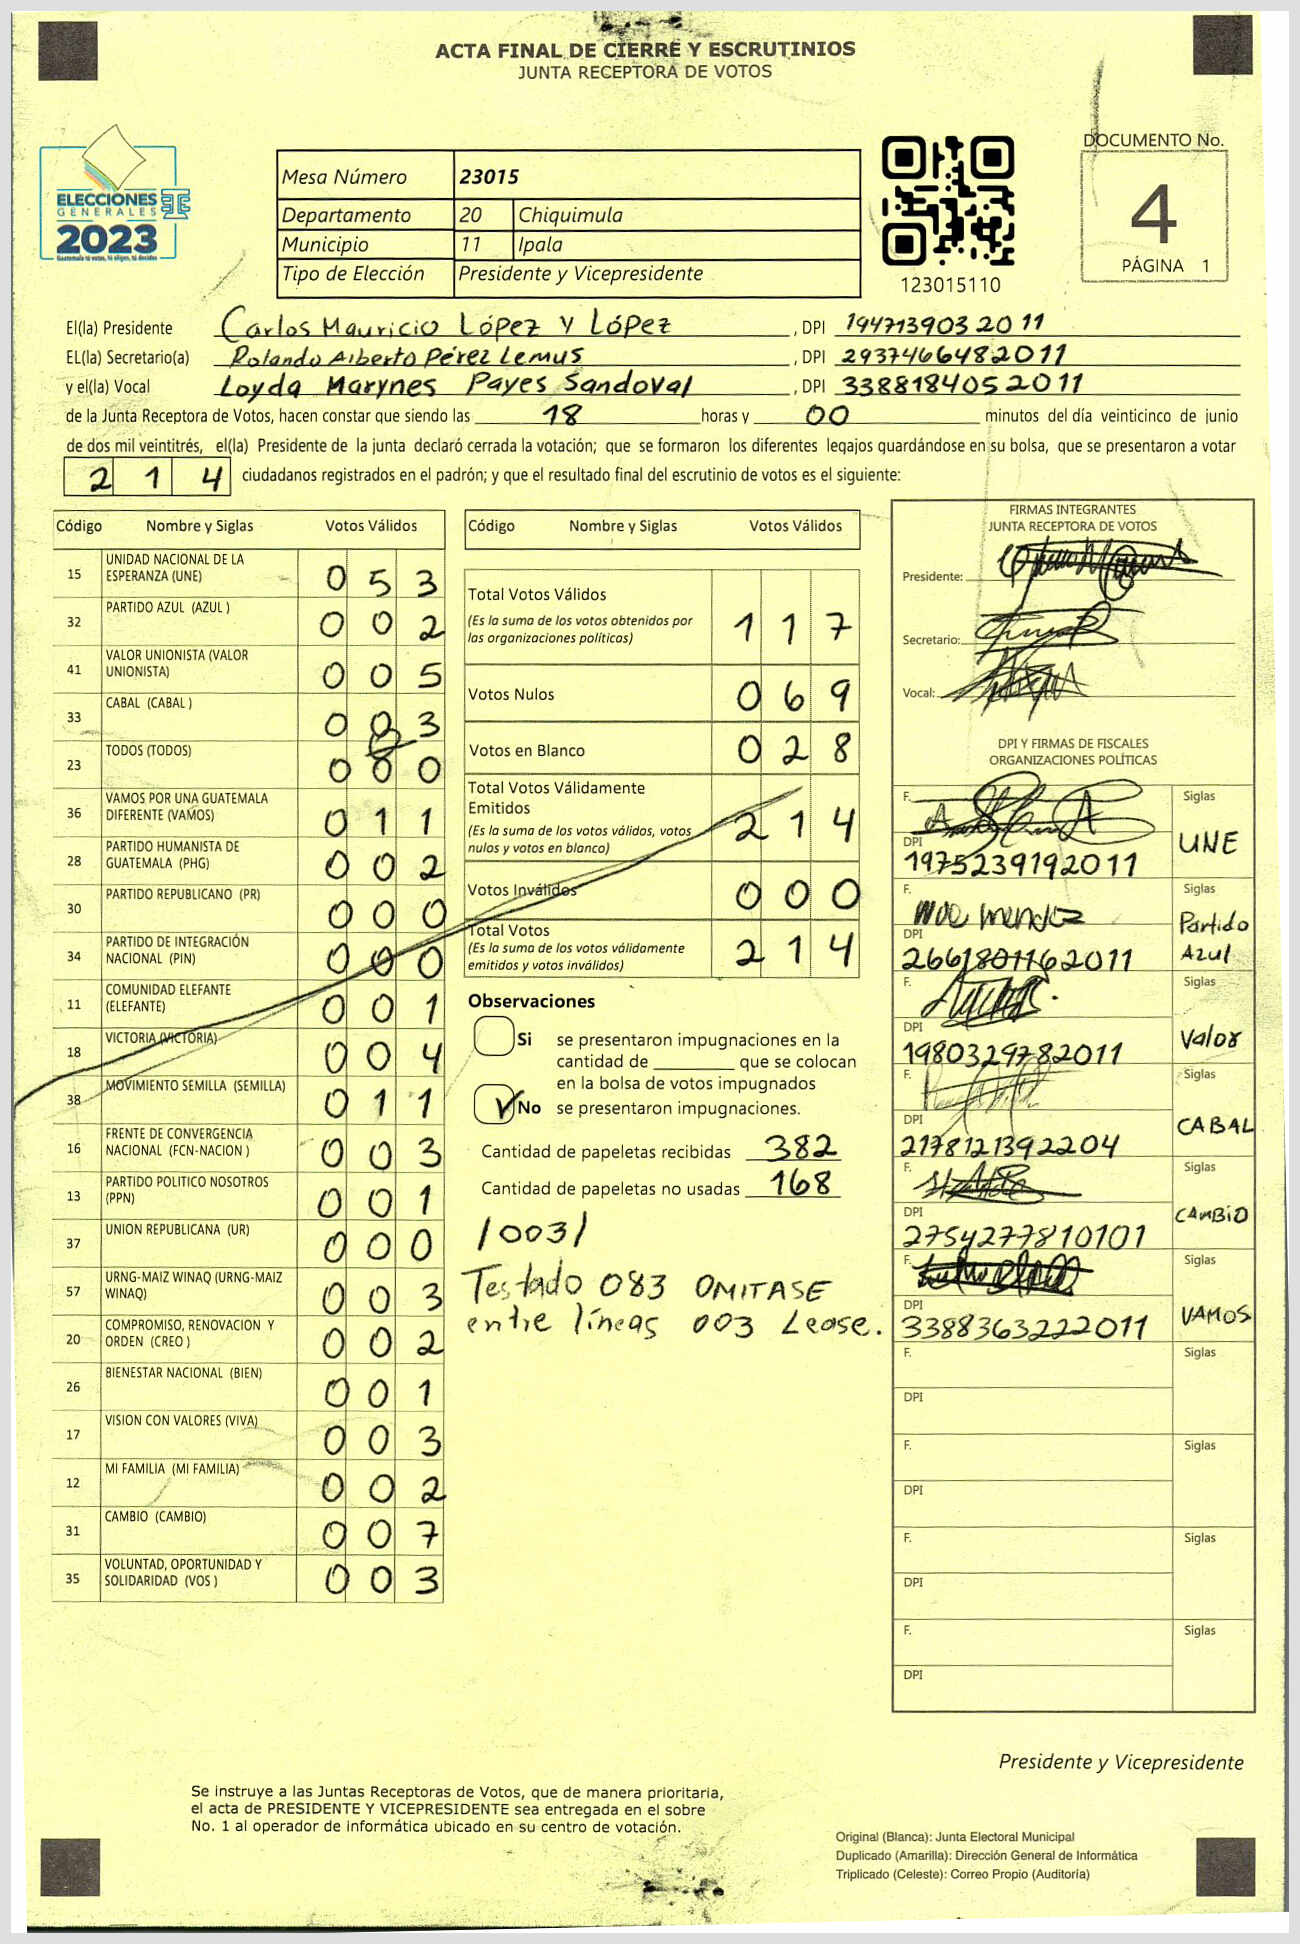 ACTA FINAL DE CIERRE Y ESCRUTINIOS
JUNTA RECEPTORA DE VOTOS
ELECCIONES
GENERALES
2023
Guatemala tú votas, tú eliges, tú decides
Mesa Número 23015
Departamento 20 Chiquimula
Municipio 11 Ipala
Tipo de Elección Presidente y Vicepresidente
123015110
DOCUMENTO No.
4
PÁGINA 1
El(la) Presidente Carlos Mauricio López y López, DPI 1947139032011
EL(la) Secretario(a) Rolando Alberto Pérez Lemus, DPI 2937466482011
y el(la) Vocal Loyda Marynes Payes Sandoval, DPI 3388184052011
de la Junta Receptora de Votos, hacen constar que siendo las 18 horas y 00 minutos del día veinticinco de junio
de dos mil veintitrés, el(la) Presidente de la junta declaró cerrada la votación; que se formaron los diferentes legajos guardándose en su bolsa, que se presentaron a votar
2 1 4 ciudadanos registrados en el padrón; y que el resultado final del escrutinio de votos es el siguiente:
Código Nombre y Siglas Votos Válidos
15 UNIDAD NACIONAL DE LA ESPERANZA (UNE) 0 5 3
32 PARTIDO AZUL (AZUL ) 0 0 2
41 VALOR UNIONISTA (VALOR UNIONISTA) 0 0 5
33 CABAL (CABAL ) 0 0 3
23 TODOS (TODOS) 0 0 0
36 VAMOS POR UNA GUATEMALA DIFERENTE (VAMOS) 0 1 1
28 PARTIDO HUMANISTA DE GUATEMALA (PHG) 0 0 2
30 PARTIDO REPUBLICANO (PR) 0 0 0
34 PARTIDO DE INTEGRACIÓN NACIONAL (PIN) 0 0 0
11 COMUNIDAD ELEFANTE (ELEFANTE) 0 0 1
18 VICTORIA (VICTORIA) 0 0 4
38 MOVIMIENTO SEMILLA (SEMILLA) 0 1 1
16 FRENTE DE CONVERGENCIA NACIONAL (FCN-NACION ) 0 0 3
13 PARTIDO POLITICO NOSOTROS (PPN) 0 0 1
37 UNION REPUBLICANA (UR) 0 0 0
57 URNG-MAIZ WINAQ (URNG-MAIZ WINAQ) 0 0 3
20 COMPROMISO, RENOVACION Y ORDEN (CREO ) 0 0 2
26 BIENESTAR NACIONAL (BIEN) 0 0 1
17 VISION CON VALORES (VIVA) 0 0 3
12 MI FAMILIA (MI FAMILIA) 0 0 2
31 CAMBIO (CAMBIO) 0 0 7
35 VOLUNTAD, OPORTUNIDAD Y SOLIDARIDAD (VOS ) 0 0 3
Código Nombre y Siglas Votos Válidos
Total Votos Válidos 1 1 7
(Es la suma de los votos obtenidos por
las organizaciones políticas)
Votos Nulos 0 6 9
Votos en Blanco 0 2 8
Total Votos Válidamente
Emitidos 2 1 4
(Es la suma de los votos válidos, votos
nulos y votos en blanco)
Votos Inválidos 0 0 0
Total Votos 2 1 4
(Es la suma de los votos válidamente
emitidos y votos inválidos)
Observaciones
Si se presentaron impugnaciones en la
cantidad de ________ que se colocan
en la bolsa de votos impugnados
No se presentaron impugnaciones.
Cantidad de papeletas recibidas 382
Cantidad de papeletas no usadas 168
/003/
Testado 083 OMITASE
entre líneas 003 Lease.
FIRMAS INTEGRANTES
JUNTA RECEPTORA DE VOTOS
Presidente:
Secretario:
Vocal:
DPI Y FIRMAS DE FISCALES
ORGANIZACIONES POLÍTICAS
F. Siglas
UNE
DPI
1975239192011
F. Siglas
Mendez
Partido
Azul
DPI
2661801162011
F. Siglas
Valor
DPI
1980329782011
F. Siglas
CABAL
DPI
2178121392204
F. Siglas
CAMBIO
DPI
2754277810101
F. Siglas
VAMOS
DPI
3388363222011
F. Siglas
DPI
F. Siglas
DPI
F. Siglas
DPI
F. Siglas
DPI
Presidente y Vicepresidente
Se instruye a las Juntas Receptoras de Votos, que de manera prioritaria,
el acta de PRESIDENTE Y VICEPRESIDENTE sea entregada en el sobre
No. 1 al operador de informática ubicado en su centro de votación.
Original (Blanca): Junta Electoral Municipal
Duplicado (Amarilla): Dirección General de Informática
Triplicado (Celeste): Correo Propio (Auditoría)